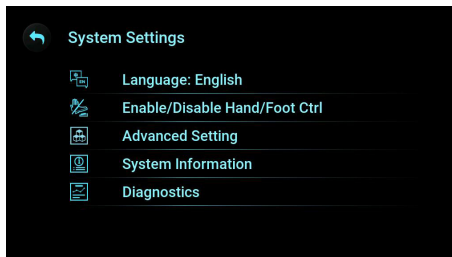 System Settings
Language: English
Enable/Disable Hand/Foot Ctrl
Advanced Setting
System Information
Diagnostics